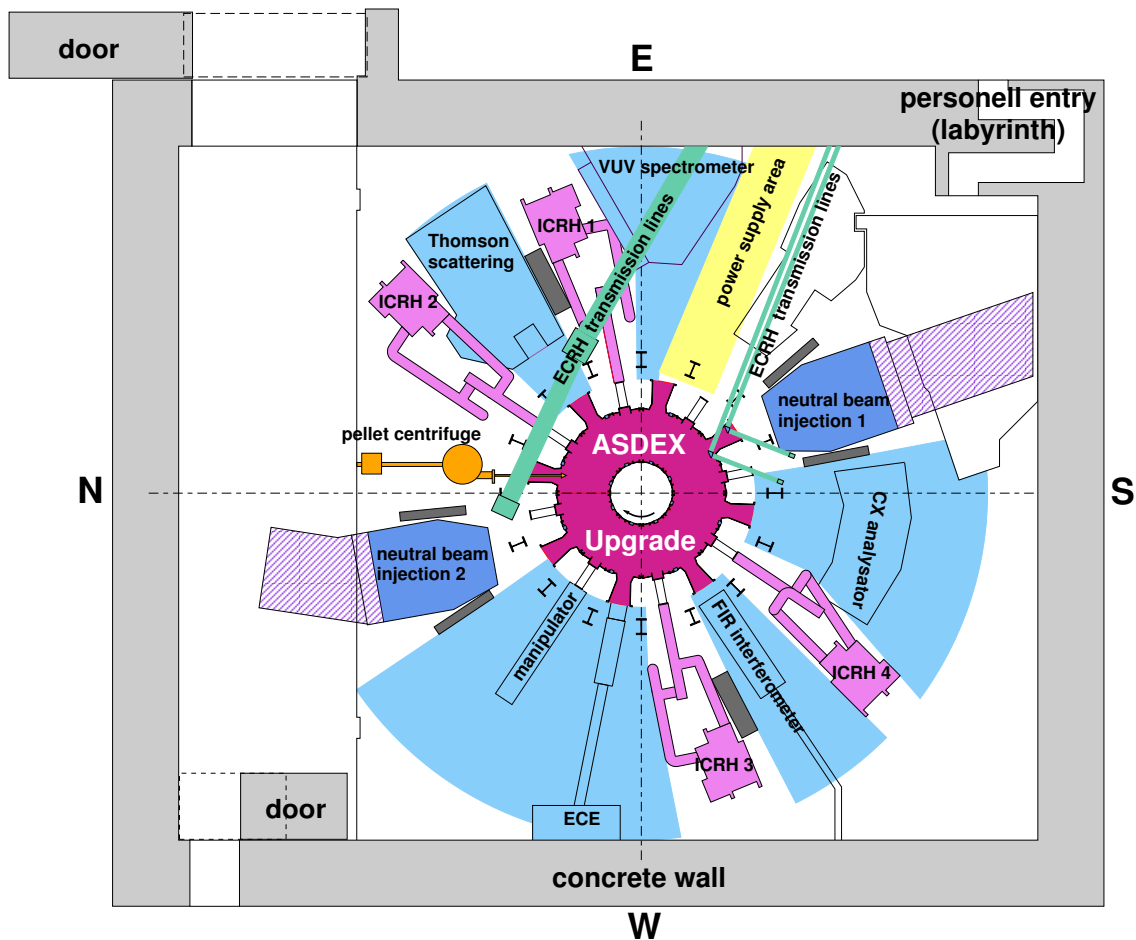 door
E
personell entry
(labyrinth)
VUV spectrometer
power supply area
ECRH transmission lines
ECRH transmission lines
ICRH 1
Thomson
scattering
ICRH 2
neutral beam
injection 1
pellet centrifuge
ASDEX
Upgrade
N
S
CX analysator
neutral beam
injection 2
manipulator
FIR interferometer
ICRH 4
ICRH 3
door
ECE
concrete wall
W